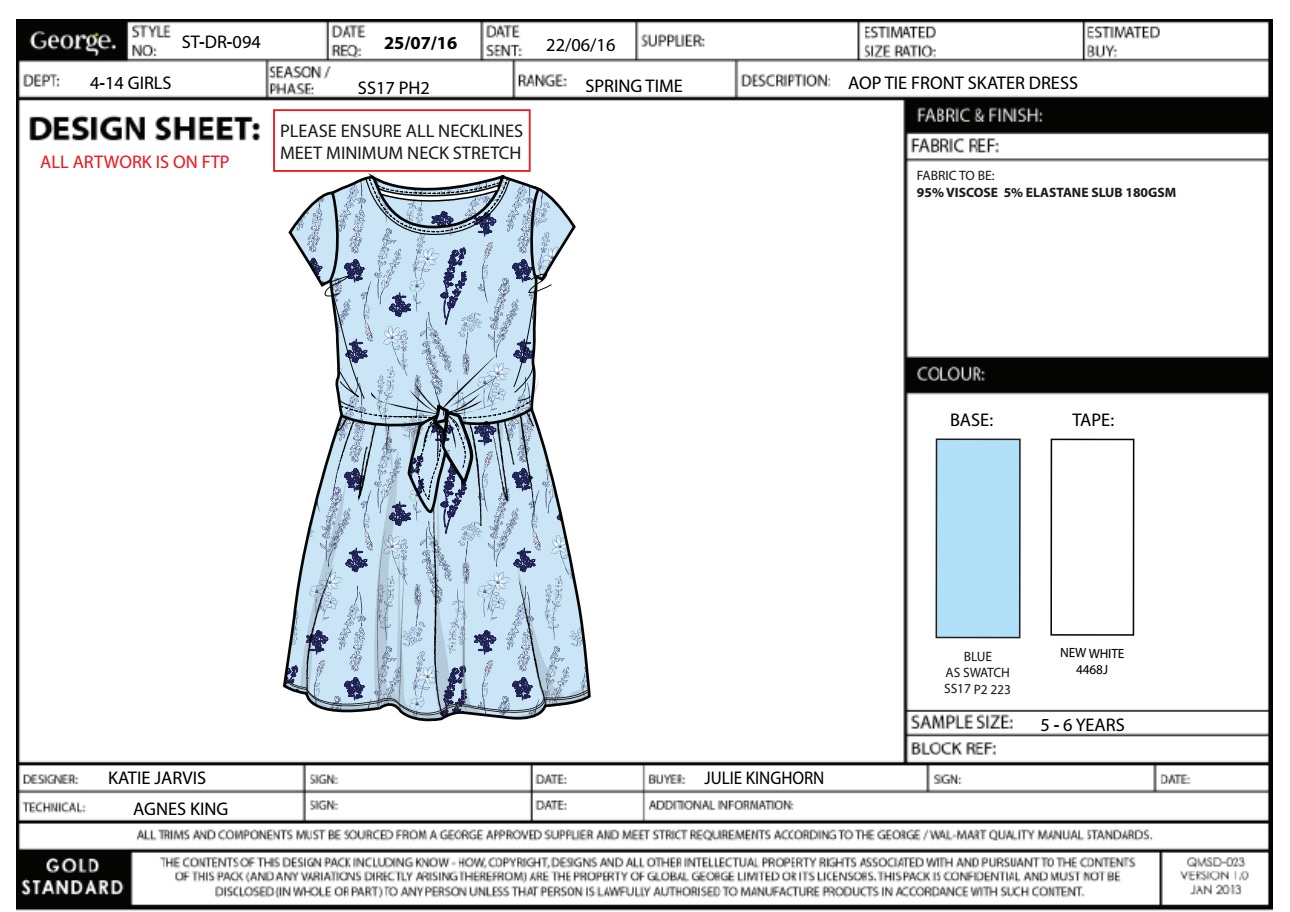 George.
STYLE NO: ST-DR-094
DATE REQ: 25/07/16
DATE SENT: 22/06/16
SUPPLIER:
ESTIMATED SIZE RATIO:
ESTIMATED BUY:
DEPT: 4-14 GIRLS
SEASON / PHASE: SS17 PH2
RANGE: SPRING TIME
DESCRIPTION: AOP TIE FRONT SKATER DRESS
DESIGN SHEET:
ALL ARTWORK IS ON FTP
PLEASE ENSURE ALL NECKLINES
MEET MINIMUM NECK STRETCH
FABRIC & FINISH:
FABRIC REF:
FABRIC TO BE:
95% VISCOSE 5% ELASTANE SLUB 180GSM
COLOUR:
BASE: TAPE:
BLUE
AS SWATCH
SS17 P2 223
NEW WHITE
4468J
SAMPLE SIZE: 5 - 6 YEARS
BLOCK REF:
DESIGNER: KATIE JARVIS SIGN: DATE: BUYER: JULIE KINGHORN SIGN: DATE:
TECHNICAL: AGNES KING SIGN: DATE: ADDITIONAL INFORMATION:
ALL TRIMS AND COMPONENTS MUST BE SOURCED FROM A GEORGE APPROVED SUPPLIER AND MEET STRICT REQUIREMENTS ACCORDING TO THE GEORGE / WAL-MART QUALITY MANUAL STANDARDS.
GOLD
STANDARD
THE CONTENTS OF THIS DESIGN PACK INCLUDING KNOW - HOW, COPYRIGHT, DESIGNS AND ALL OTHER INTELLECTUAL PROPERTY RIGHTS ASSOCIATED WITH AND PURSUANT TO THE CONTENTS
OF THIS PACK (AND ANY VARIATIONS DIRECTLY ARISING THEREFROM) ARE THE PROPERTY OF GLOBAL GEORGE LIMITED OR ITS LICENSORS. THIS PACK IS CONFIDENTIAL AND MUST NOT BE
DISCLOSED (IN WHOLE OR PART) TO ANY PERSON UNLESS THAT PERSON IS LAWFULLY AUTHORISED TO MANUFACTURE PRODUCTS IN ACCORDANCE WITH SUCH CONTENT.
QMSD-023
VERSION 1.0
JAN 2013